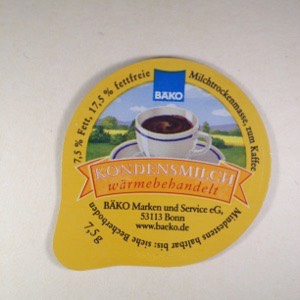 7,5 % Fett, 17,5 % fettfreie Milchtrockenmasse, zum Kaffee
BÄKO
KONDENSMILCH
wärmebehandelt
BÄKO Marken und Service eG,
53113 Bonn
www.baeko.de
7,5g
Mindestens haltbar bis: siehe Becherboden